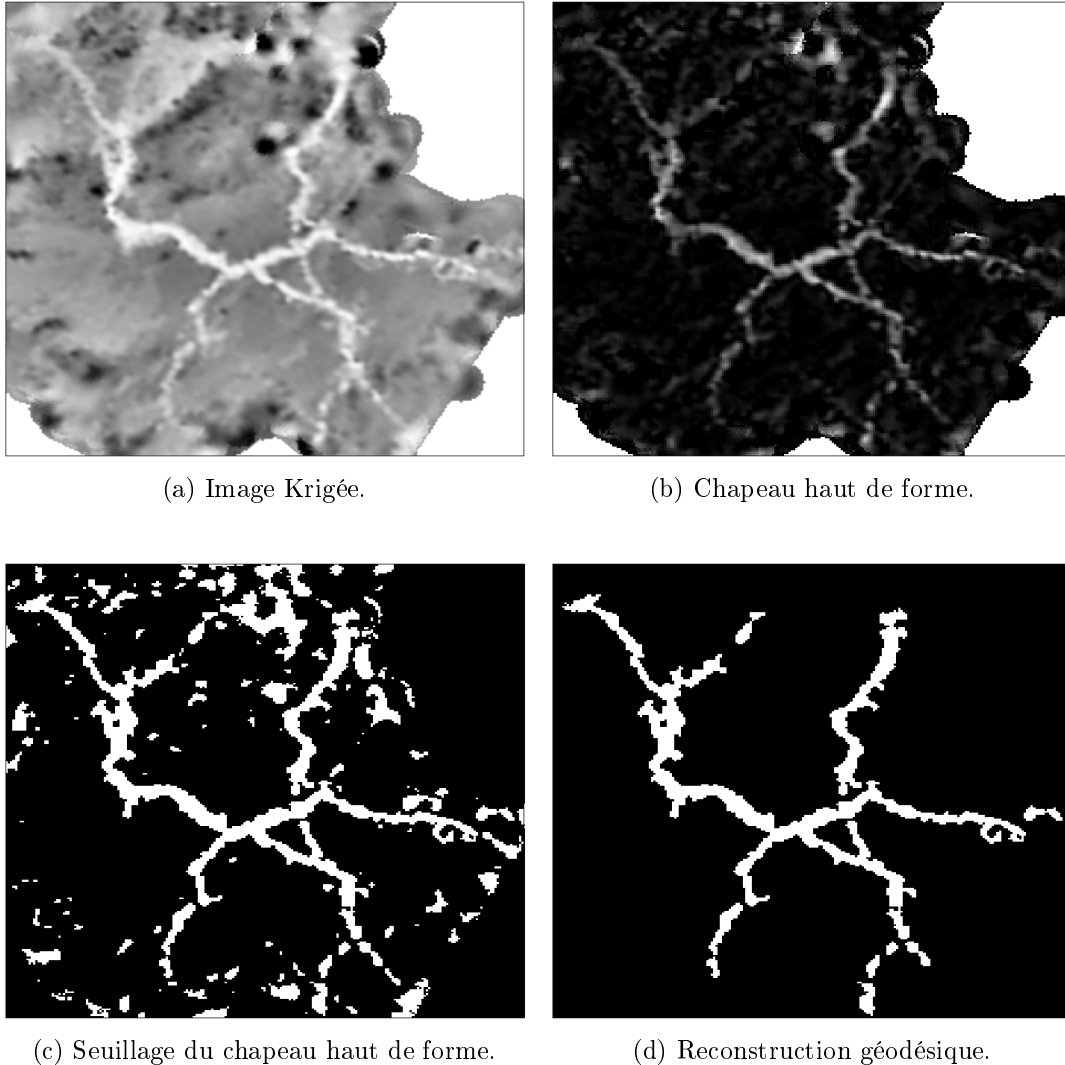 (a) Image Krigée.
(b) Chapeau haut de forme.
(c) Seuillage du chapeau haut de forme.
(d) Reconstruction géodésique.